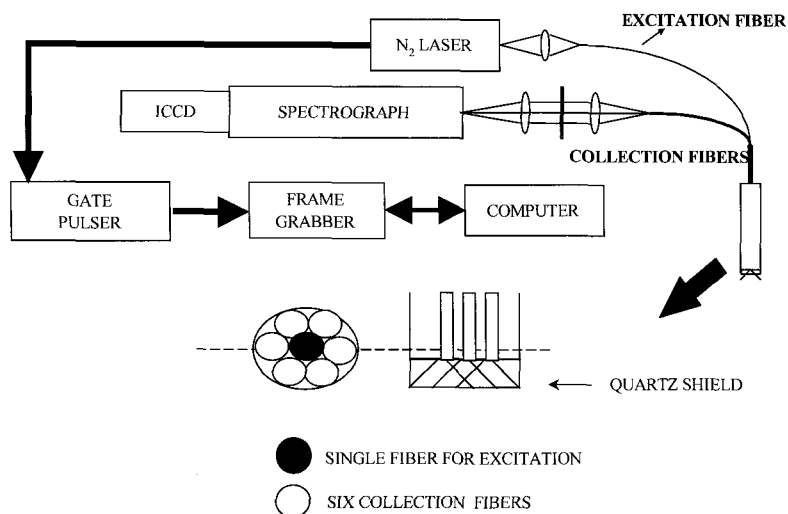 EXCITATION FIBER
N₂ LASER
ICCD
SPECTROGRAPH
COLLECTION FIBERS
GATE
PULSER
FRAME
GRABBER
COMPUTER
QUARTZ SHIELD
SINGLE FIBER FOR EXCITATION
SIX COLLECTION FIBERS